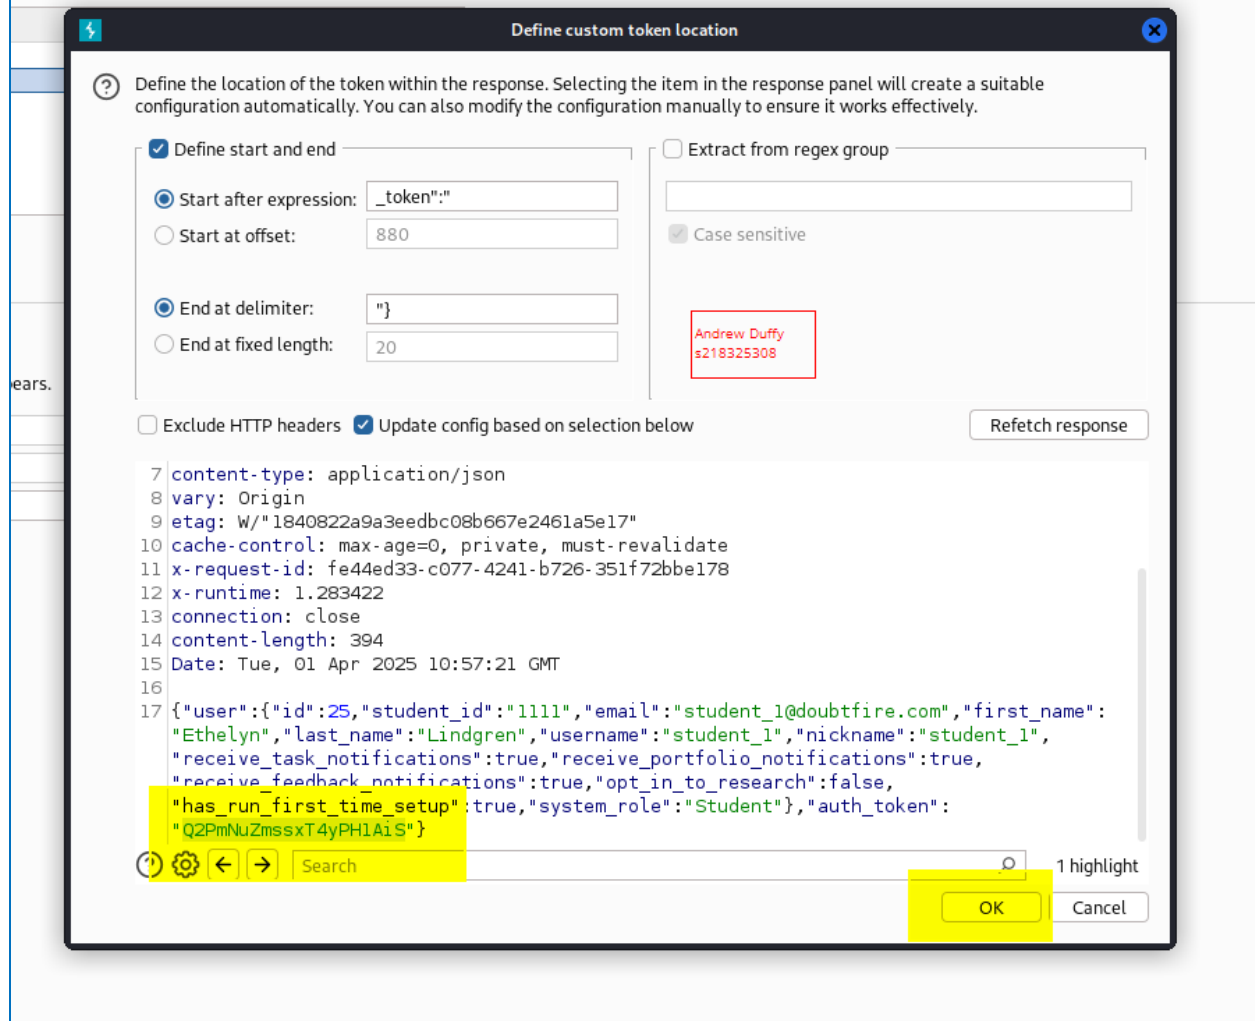 Define custom token location
Define the location of the token within the response. Selecting the item in the response panel will create a suitable
configuration automatically. You can also modify the configuration manually to ensure it works effectively.
Define start and end
Extract from regex group
Start after expression: _token":"
Start at offset: 880
Case sensitive
End at delimiter: "}
End at fixed length: 20
Andrew Duffy
s218325308
ears.
Exclude HTTP headers Update config based on selection below Refetch response
7 content-type: application/json
8 vary: Origin
9 etag: W/"1840822a9a3eedbc08b667e2461a5e17"
10 cache-control: max-age=0, private, must-revalidate
11 x-request-id: fe44ed33-c077-4241-b726-351f72bbe178
12 x-runtime: 1.283422
13 connection: close
14 content-length: 394
15 Date: Tue, 01 Apr 2025 10:57:21 GMT
16
17 {"user":{"id":25,"student_id":"1111","email":"student_1@doubtfire.com","first_name":
"Ethelyn","last_name":"Lindgren","username":"student_1","nickname":"student_1",
"receive_task_notifications":true,"receive_portfolio_notifications":true,
"receive_feedback_notifications":true,"opt_in_to_research":false,
"has_run_first_time_setup":true,"system_role":"Student"},"auth_token":
"Q2PmNuZmssxT4yPHlAiS"}
Search
1 highlight
OK Cancel